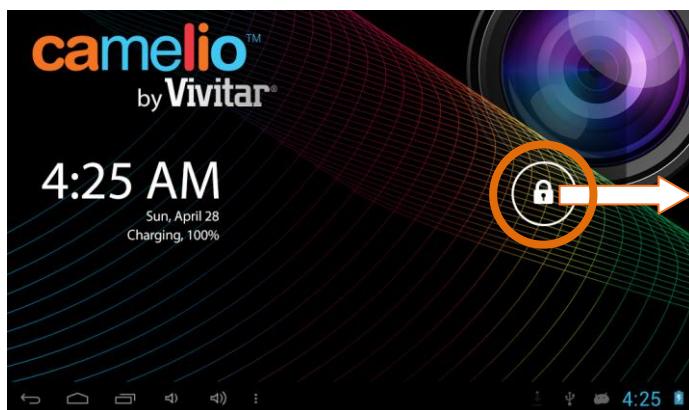 camelio™
by Vivitar®
4:25 AM
Sun, April 28
Charging, 100%
4:25